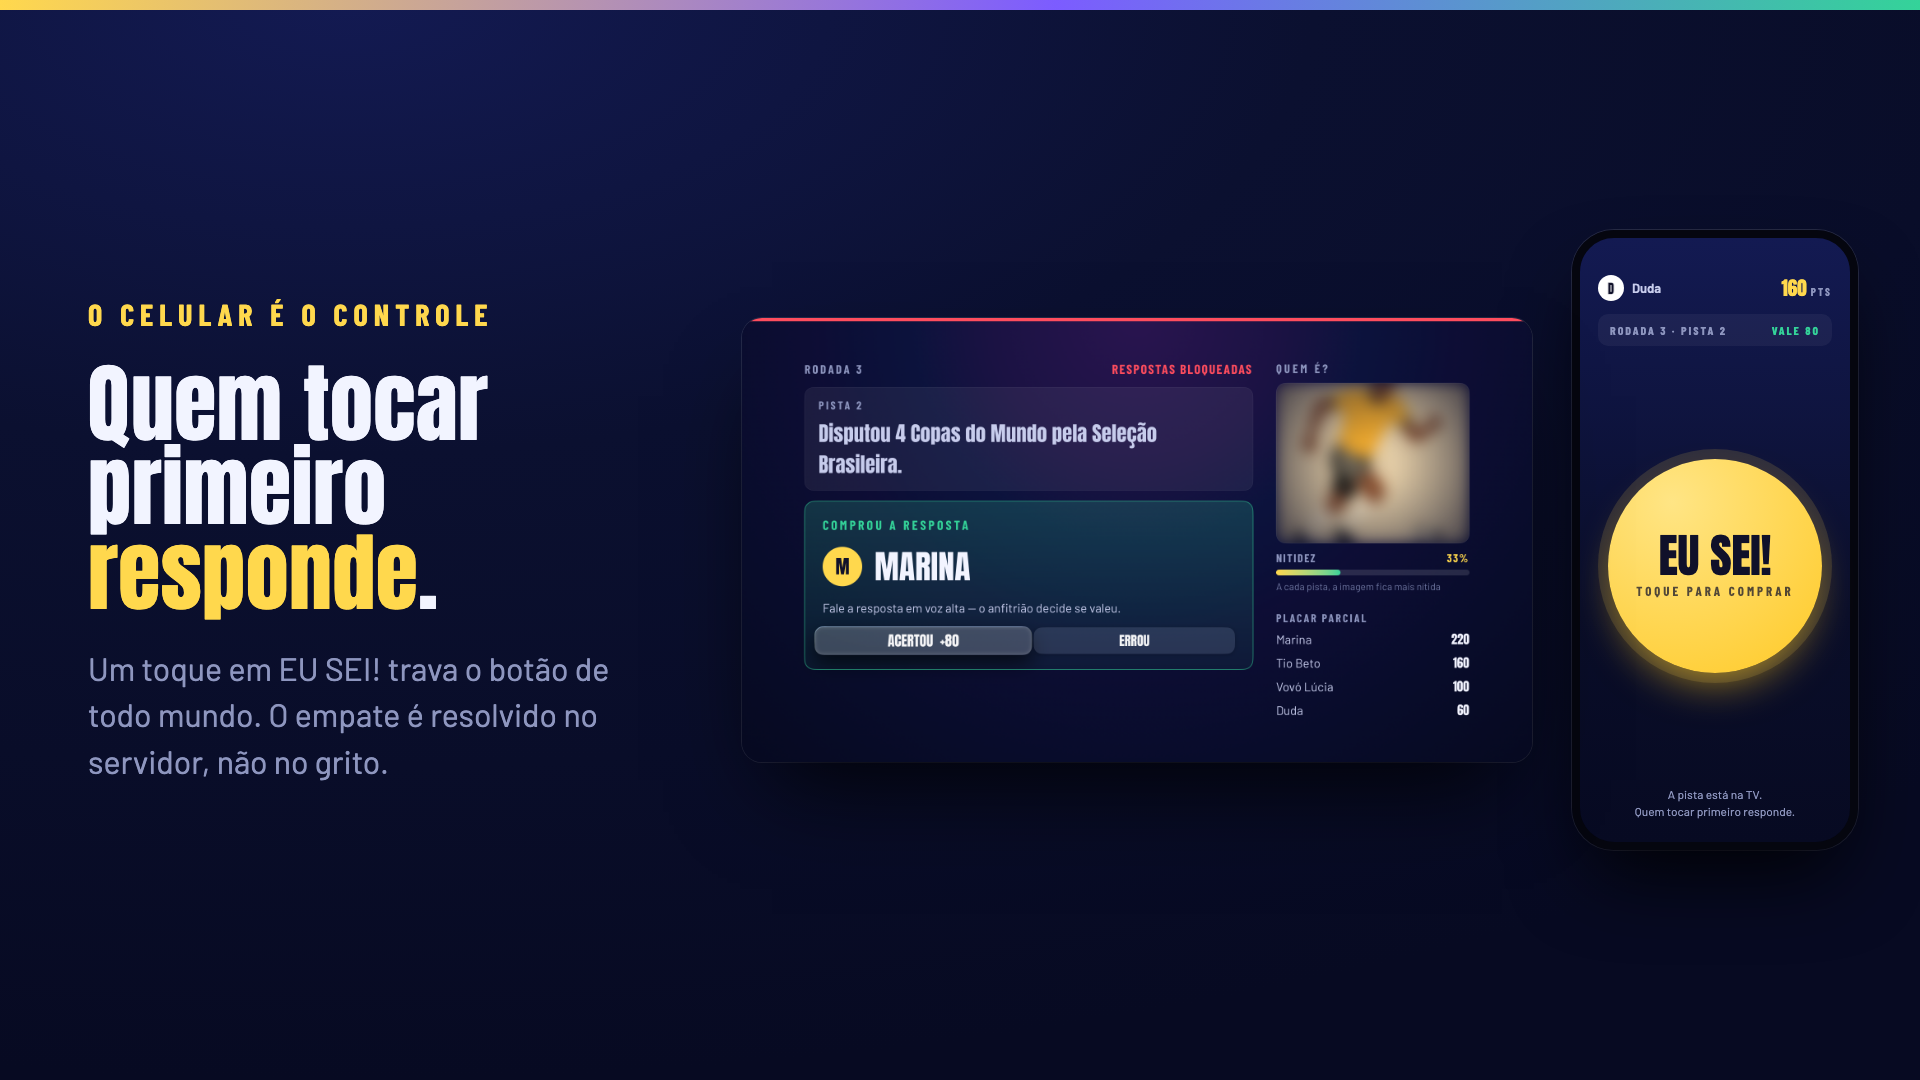 O CELULAR É O CONTROLE
Quem tocar
primeiro
responde.
Um toque em EU SEI! trava o botão de
todo mundo. O empate é resolvido no
servidor, não no grito.
RODADA 3
RESPOSTAS BLOQUEADAS
PISTA 2
Disputou 4 Copas do Mundo pela Seleção
Brasileira.
COMPROU A RESPOSTA
M MARINA
Fale a resposta em voz alta — o anfitrião decide se valeu.
ACERTOU +80
ERROU
QUEM É?
NITIDEZ 33%
A cada pista, a imagem fica mais nítida
PLACAR PARCIAL
Marina 220
Tio Beto 160
Vovó Lúcia 100
Duda 60
D Duda 160 PTS
RODADA 3 · PISTA 2 VALE 80
EU SEI!
TOQUE PARA COMPRAR
A pista está na TV.
Quem tocar primeiro responde.